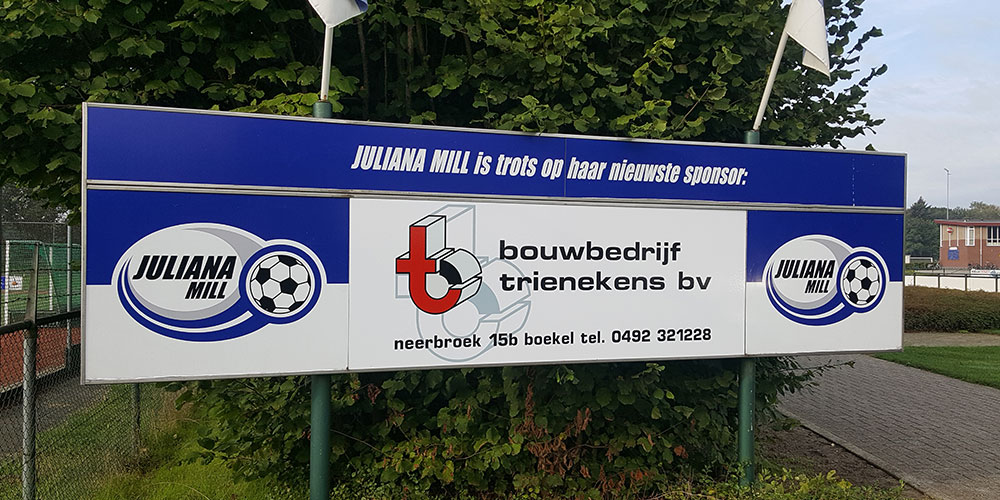 JULIANA MILL is trots op haar nieuwste sponsor:
JULIANA
MILL
tb
bouwbedrijf
trienekens bv
neerbroek 15b boekel tel. 0492 321228
JULIANA
MILL